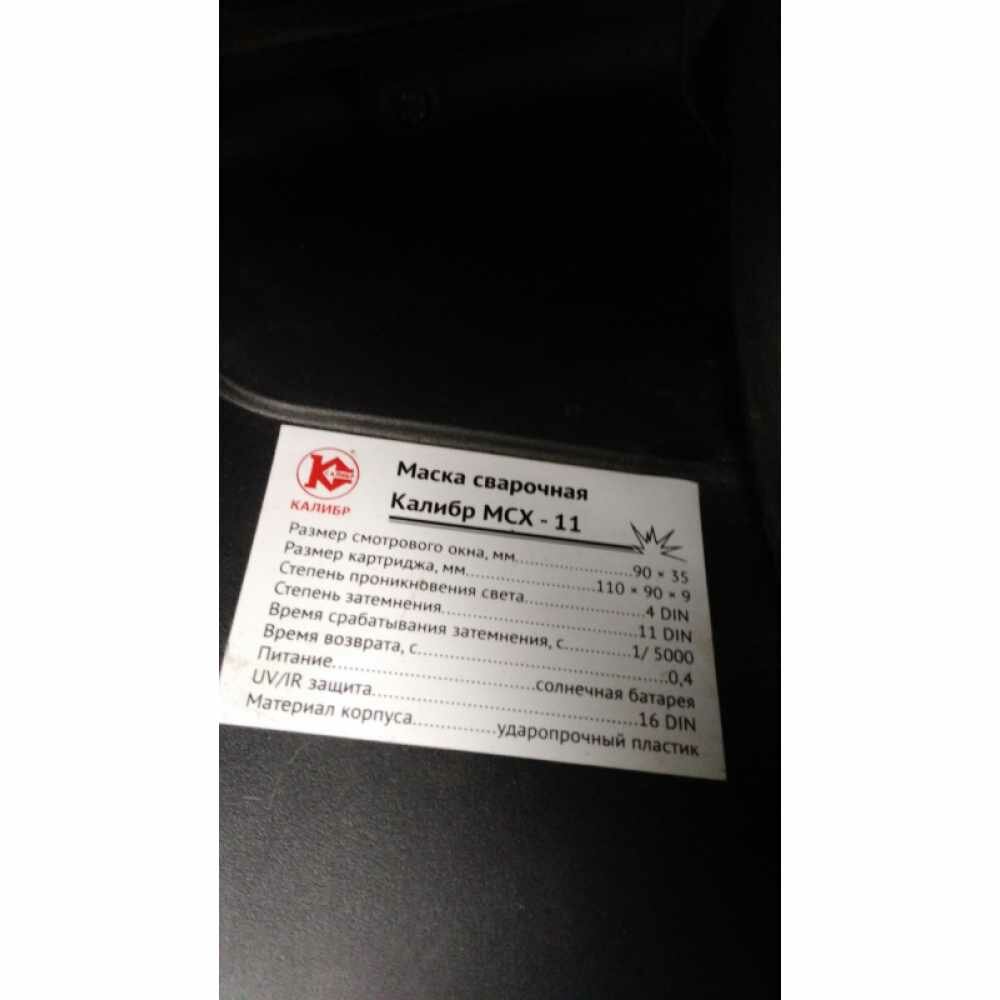 КАЛИБР
Маска сварочная
Калибр МСХ - 11
Размер смотрового окна, мм....................90 × 35
Размер картриджа, мм....................110 × 90 × 9
Степень проникновения света....................4 DIN
Степень затемнения....................11 DIN
Время срабатывания затемнения, с..........1/ 5000
Время возврата, с....................0,4
Питание....................солнечная батарея
UV/IR защита....................16 DIN
Материал корпуса..........ударопрочный пластик